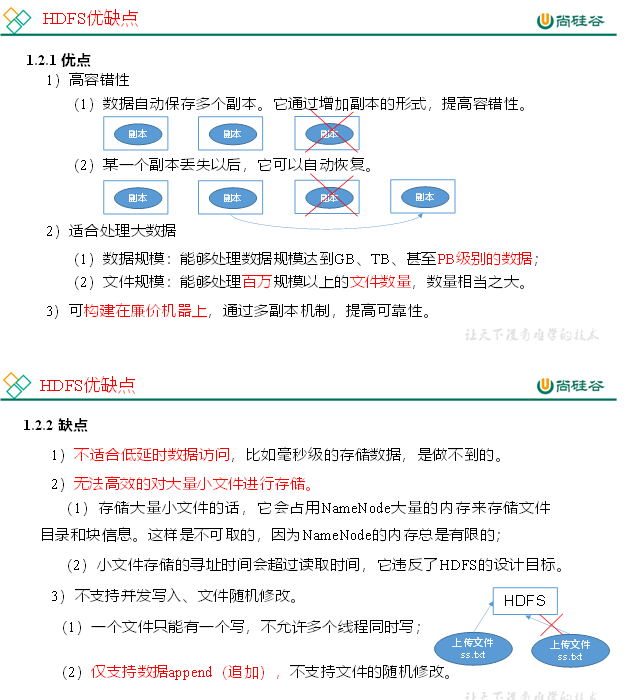 HDFS优缺点
尚硅谷
1.2.1 优点
1）高容错性
（1）数据自动保存多个副本。它通过增加副本的形式，提高容错性。
副本 副本 副本
（2）某一个副本丢失以后，它可以自动恢复。
副本 副本 副本 副本
2）适合处理大数据
（1）数据规模：能够处理数据规模达到GB、TB、甚至PB级别的数据；
（2）文件规模：能够处理百万规模以上的文件数量，数量相当之大。
3）可构建在廉价机器上，通过多副本机制，提高可靠性。
让天下没有难学的技术
HDFS优缺点
尚硅谷
1.2.2 缺点
1）不适合低延时数据访问，比如毫秒级的存储数据，是做不到的。
2）无法高效的对大量小文件进行存储。
（1）存储大量小文件的话，它会占用NameNode大量的内存来存储文件
目录和块信息。这样是不可取的，因为NameNode的内存总是有限的；
（2）小文件存储的寻址时间会超过读取时间，它违反了HDFS的设计目标。
3）不支持并发写入、文件随机修改。
HDFS
（1）一个文件只能有一个写，不允许多个线程同时写；
上传文件
ss.txt
上传文件
ss.txt
（2）仅支持数据append（追加），不支持文件的随机修改。
让天下没有难学的技术